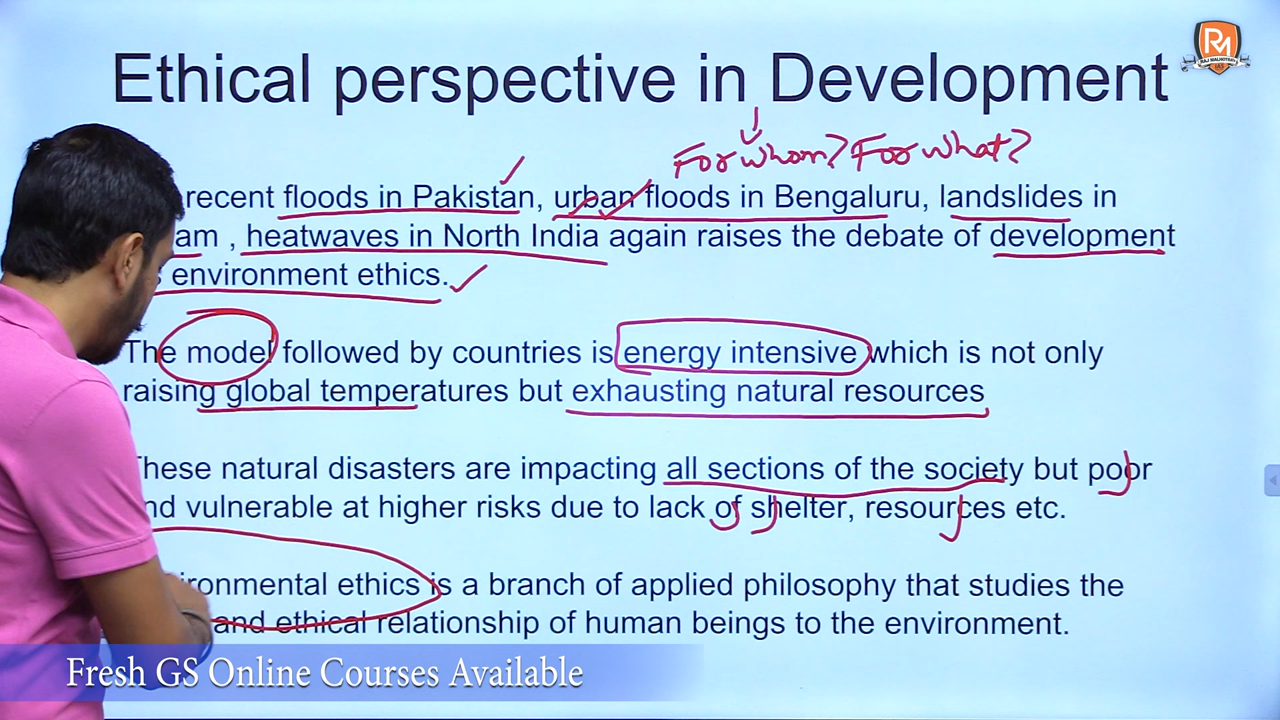 Ethical perspective in Development
For whom? For what?
recent floods in Pakistan, urban floods in Bengaluru, landslides in
am , heatwaves in North India again raises the debate of development
environment ethics.
The model followed by countries is energy intensive which is not only
raising global temperatures but exhausting natural resources
These natural disasters are impacting all sections of the society but poor
nd vulnerable at higher risks due to lack of shelter, resources etc.
ironmental ethics is a branch of applied philosophy that studies the
and ethical relationship of human beings to the environment.
Fresh GS Online Courses Available
RM
RAJ MALHOTRA'S
IAS